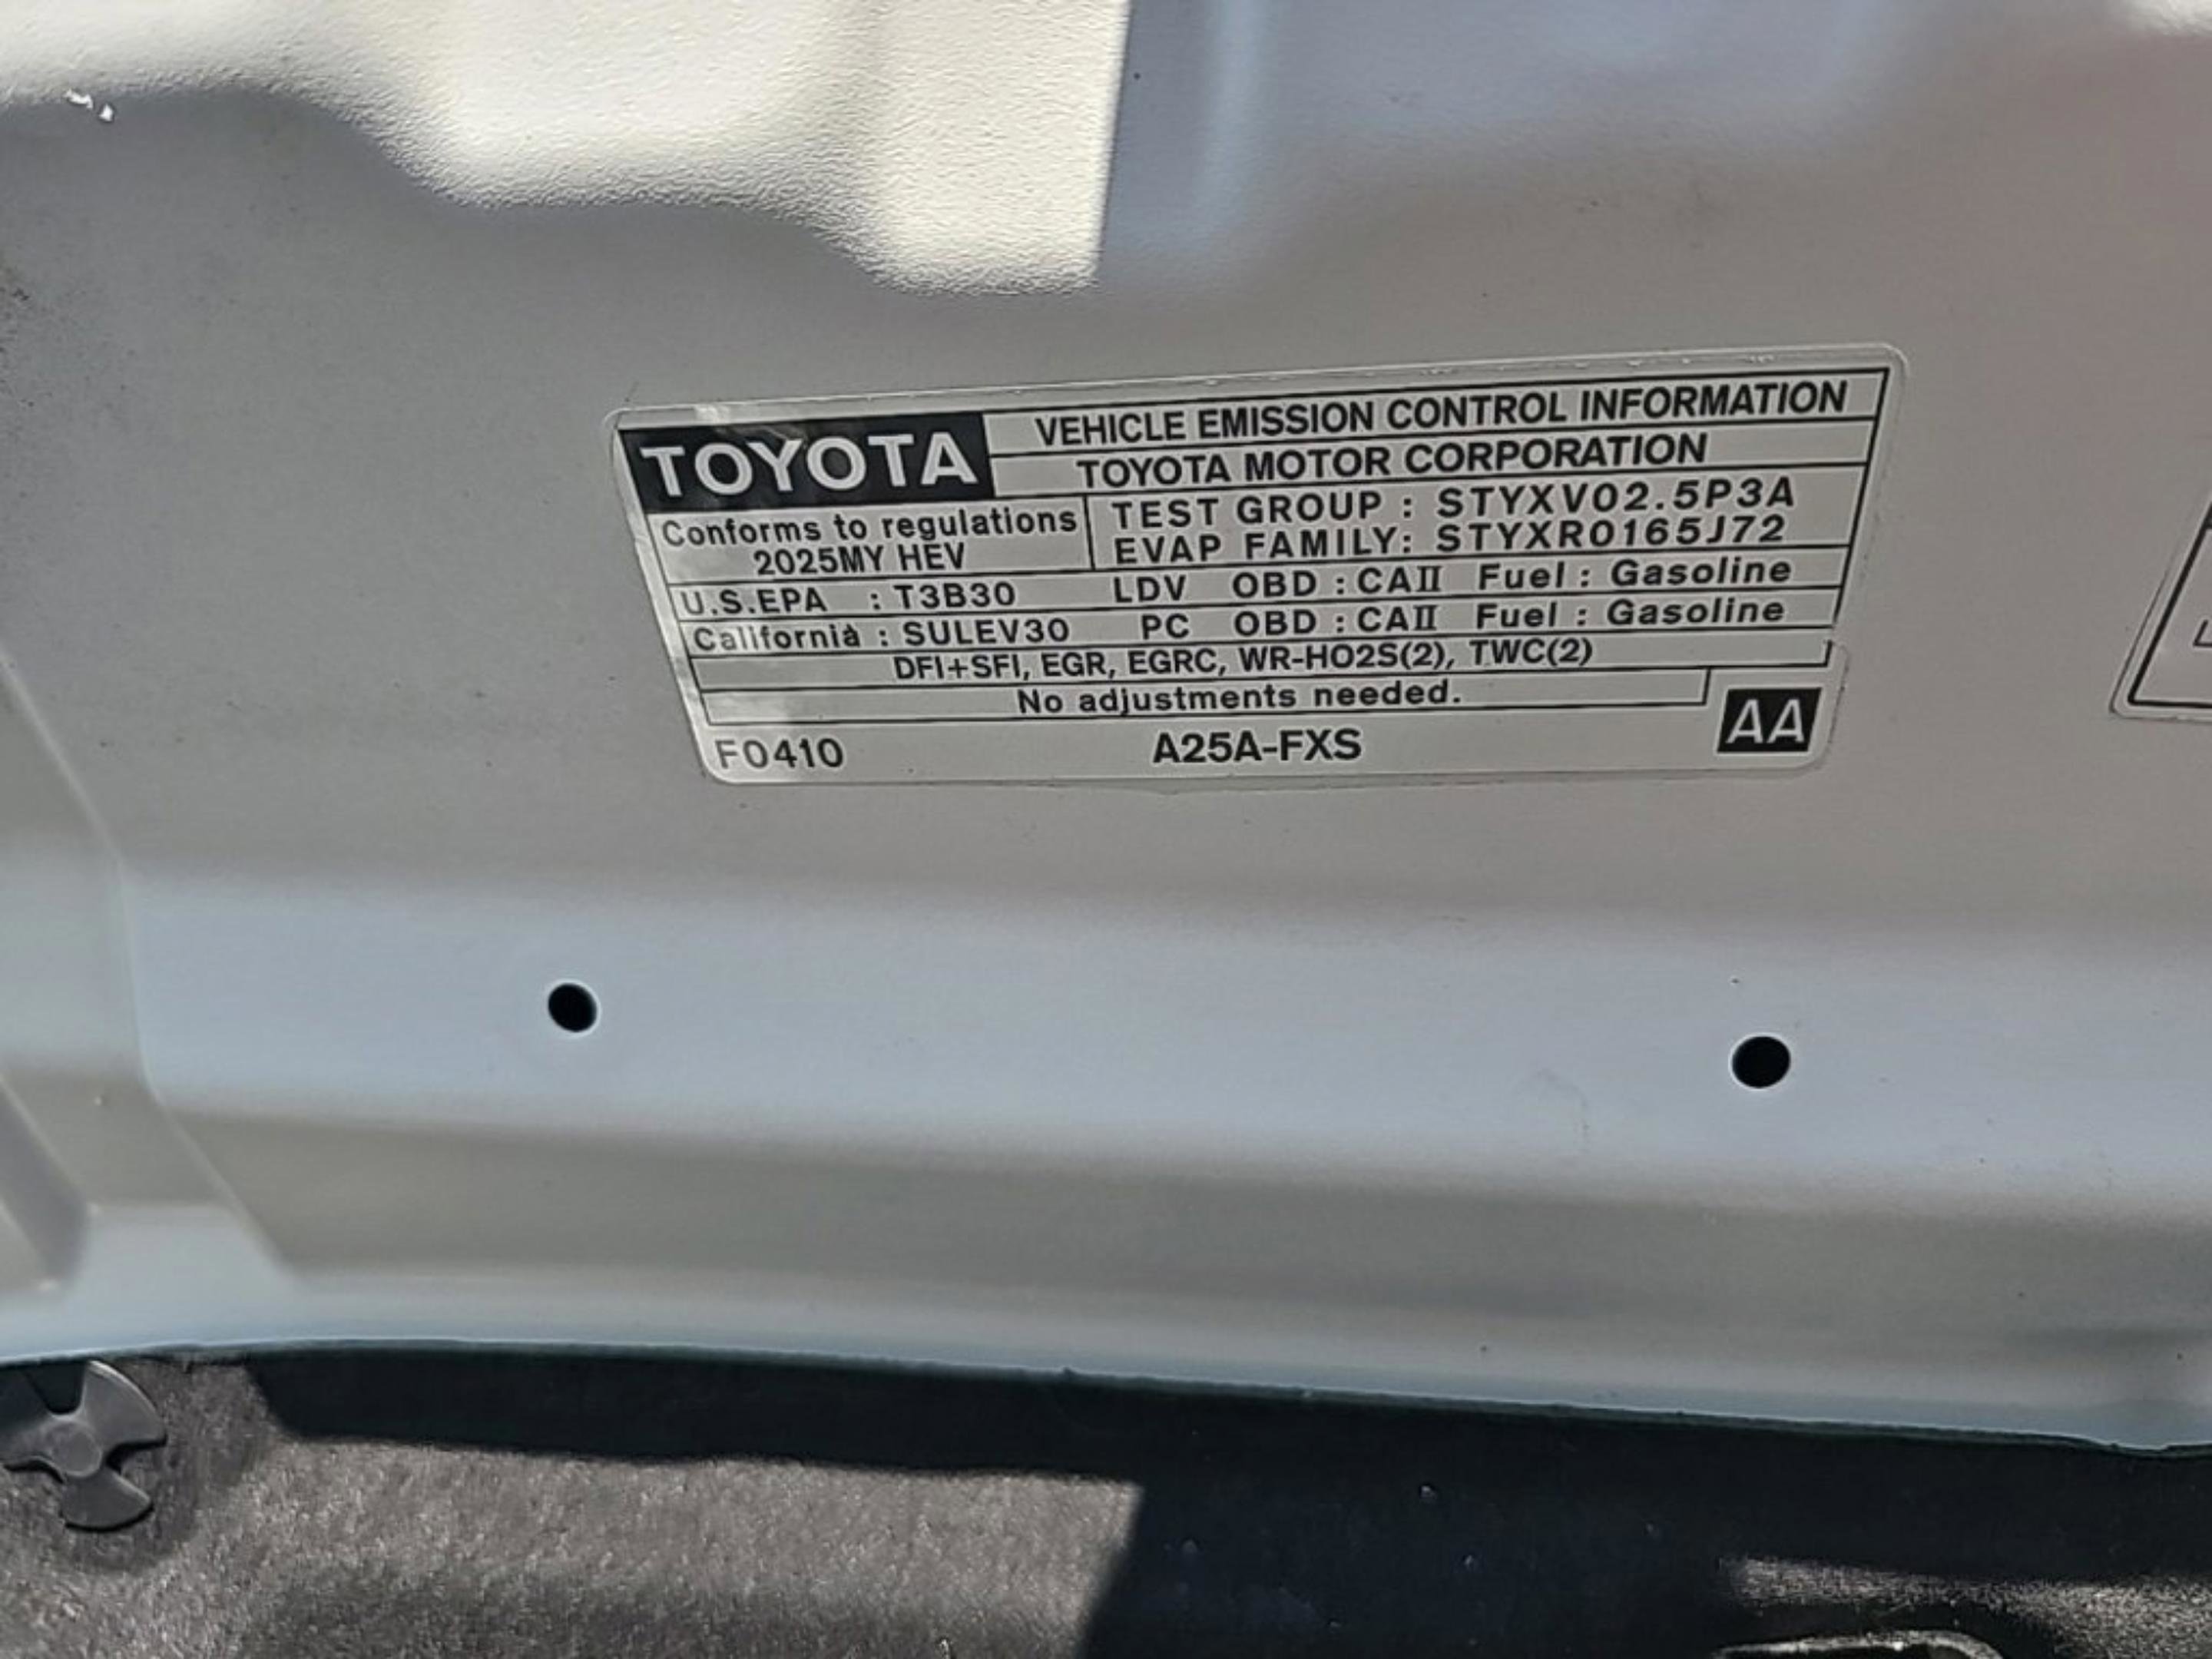 TOYOTA
VEHICLE EMISSION CONTROL INFORMATION
TOYOTA MOTOR CORPORATION
Conforms to regulations
2025MY HEV
TEST GROUP : STYXV02.5P3A
EVAP FAMILY: STYXR0165J72
U.S.EPA : T3B30 LDV OBD : CAII Fuel : Gasoline
California : SULEV30 PC OBD : CAII Fuel : Gasoline
DFI+SFI, EGR, EGRC, WR-HO2S(2), TWC(2)
No adjustments needed.
F0410 A25A-FXS AA